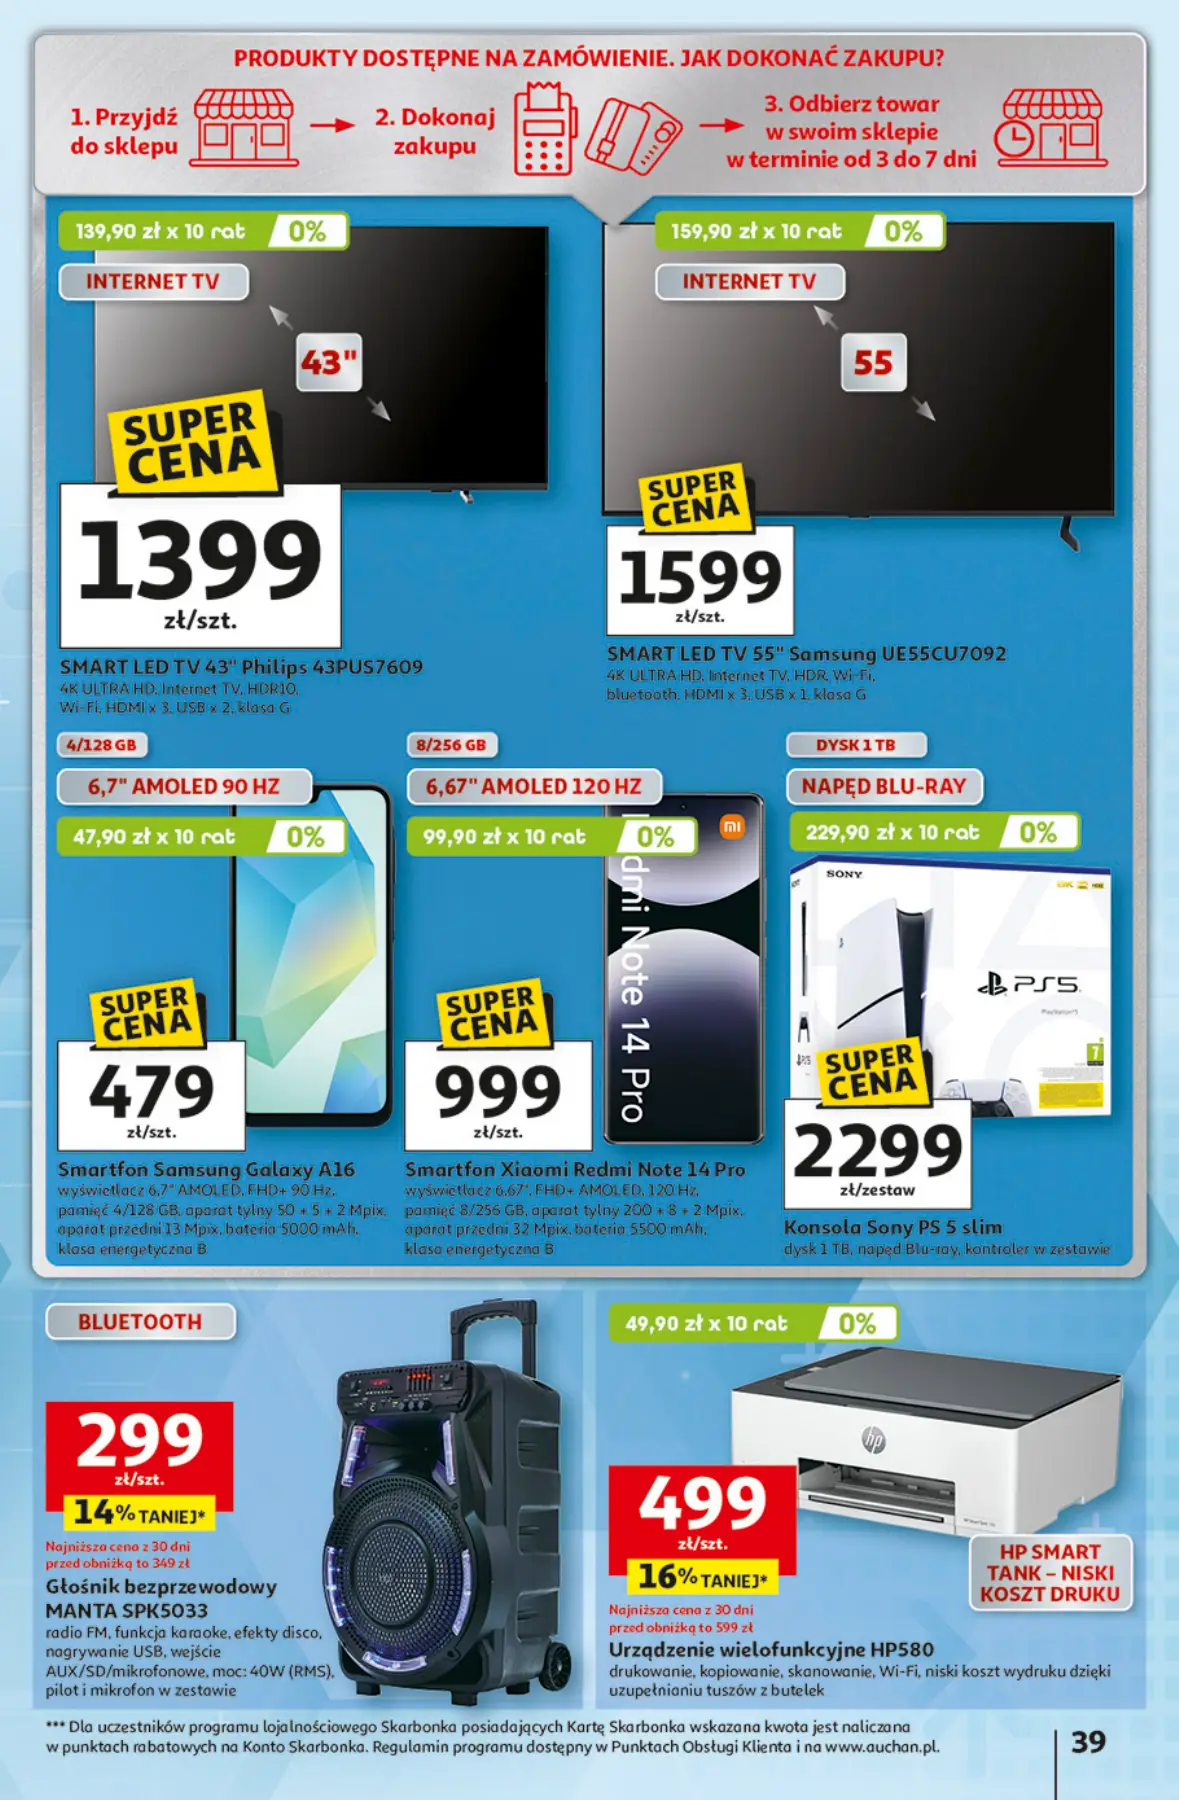 PRODUKTY DOSTĘPNE NA ZAMÓWIENIE. JAK DOKONAĆ ZAKUPU?
1. Przyjdź
do sklepu
2. Dokonaj
zakupu
3. Odbierz towar
w swoim sklepie
w terminie od 3 do 7 dni
139,90 zł x 10 rat 0%
INTERNET TV
43"
SUPER
CENA
1399
zł/szt.
SMART LED TV 43" Philips 43PUS7609
4K ULTRA HD, Internet TV, HDR10,
Wi-Fi, HDMI x 3, USB x 2, klasa G
159,90 zł x 10 rat 0%
INTERNET TV
55
SUPER
CENA
1599
zł/szt.
SMART LED TV 55" Samsung UE55CU7092
4K ULTRA HD, Internet TV, HDR, Wi-Fi,
bluetooth, HDMI x 3, USB x 1, klasa G
4/128 GB
6,7" AMOLED 90 HZ
47,90 zł x 10 rat 0%
SUPER
CENA
479
zł/szt.
Smartfon Samsung Galaxy A16
wyświetlacz 6,7" AMOLED, FHD+ 90 Hz,
pamięć 4/128 GB, aparat tylny 50 + 5 + 2 Mpix,
aparat przedni 13 Mpix, bateria 5000 mAh,
klasa energetyczna B
8/256 GB
6,67" AMOLED 120 HZ
99,90 zł x 10 rat 0%
mi
Redmi Note 14 Pro
SUPER
CENA
999
zł/szt.
Smartfon Xiaomi Redmi Note 14 Pro
wyświetlacz 6,67", FHD+ AMOLED, 120 Hz,
pamięć 8/256 GB, aparat tylny 200 + 8 + 2 Mpix,
aparat przedni 32 Mpix, bateria 5500 mAh,
klasa energetyczna B
DYSK 1 TB
NAPĘD BLU-RAY
229,90 zł x 10 rat 0%
SONY
PS5
PlayStation®5
7
SUPER
CENA
2299
zł/zestaw
Konsola Sony PS 5 slim
dysk 1 TB, napęd Blu-ray, kontroler w zestawie
BLUETOOTH
299
zł/szt.
14% TANIEJ*
Najniższa cena z 30 dni
przed obniżką to 349 zł
Głośnik bezprzewodowy
MANTA SPK5033
radio FM, funkcja karaoke, efekty disco,
nagrywanie USB, wejście
AUX/SD/mikrofonowe, moc: 40W (RMS),
pilot i mikrofon w zestawie
49,90 zł x 10 rat 0%
hp
499
zł/szt.
16% TANIEJ*
Najniższa cena z 30 dni
przed obniżką to 599 zł
HP SMART
TANK – NISKI
KOSZT DRUKU
Urządzenie wielofunkcyjne HP580
drukowanie, kopiowanie, skanowanie, Wi-Fi, niski koszt wydruku dzięki
uzupełnianiu tuszów z butelek
*** Dla uczestników programu lojalnościowego Skarbonka posiadających Kartę Skarbonka wskazana kwota jest naliczana
w punktach rabatowych na Konto Skarbonka. Regulamin programu dostępny w Punktach Obsługi Klienta i na www.auchan.pl.
39